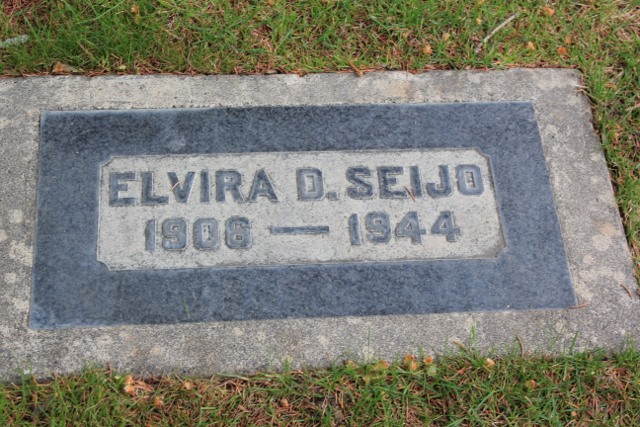 ELVIRA D. SEIJO
1906 — 1944